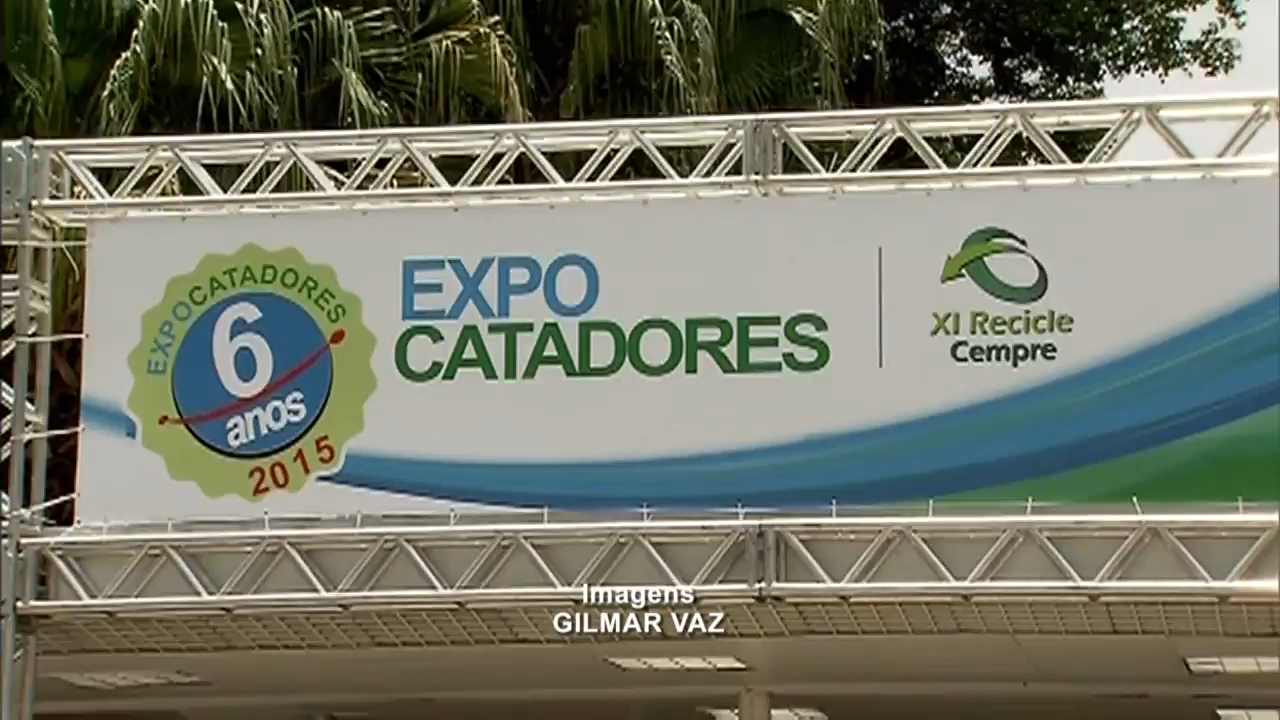 EXPOCATADORES
6
anos
2015
EXPO
CATADORES
XI Recicle
Cempre
Imagens
GILMAR VAZ